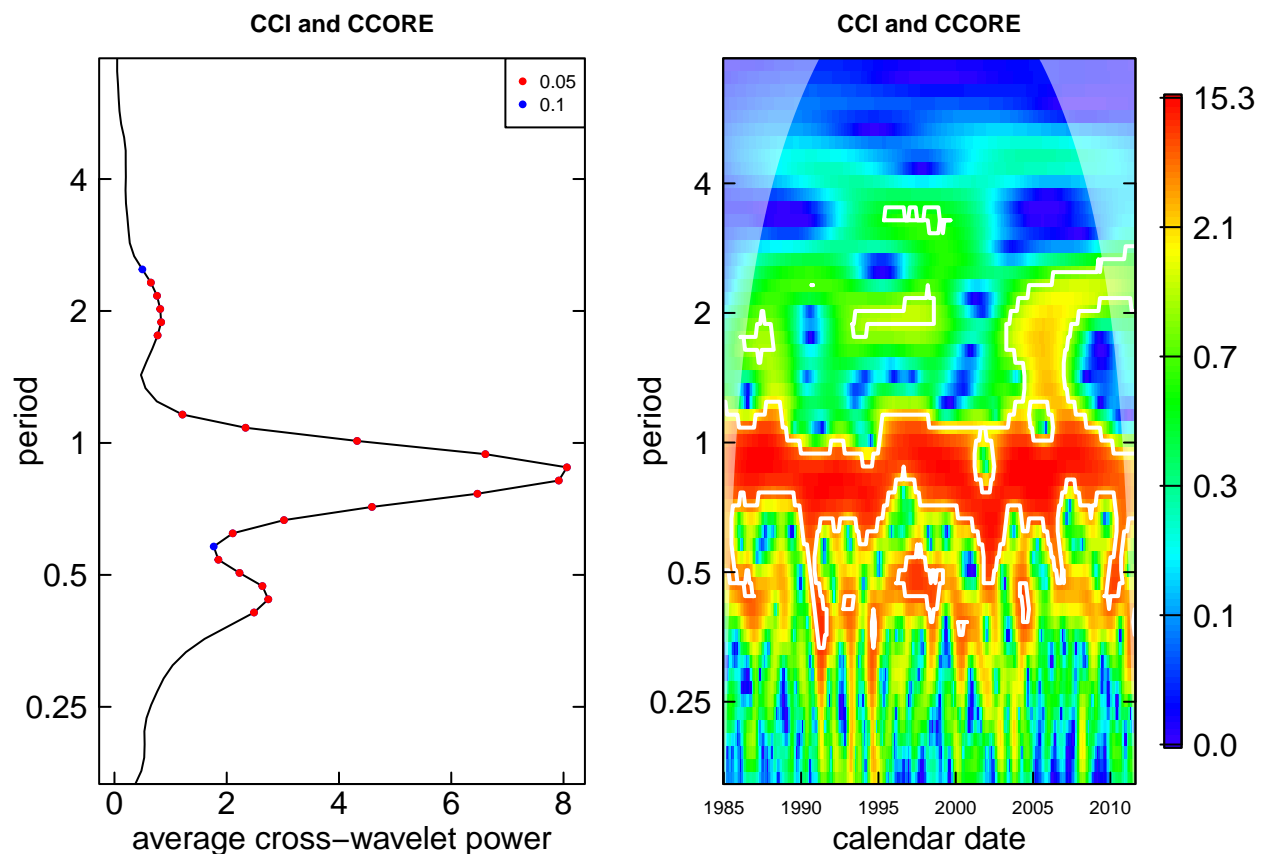 CCI and CCORE
0.05
0.1
period
4
2
1
0.5
0.25
0 2 4 6 8
average cross−wavelet power
CCI and CCORE
period
4
2
1
0.5
0.25
1985 1990 1995 2000 2005 2010
calendar date
15.3
2.1
0.7
0.3
0.1
0.0